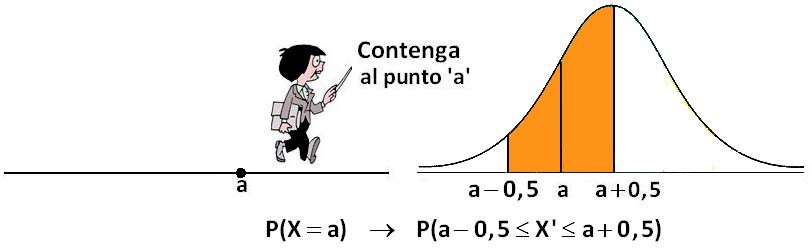 Contenga
al punto 'a'
a
a−0,5 a a+0,5
P(X=a) → P(a−0,5≤X'≤a+0,5)